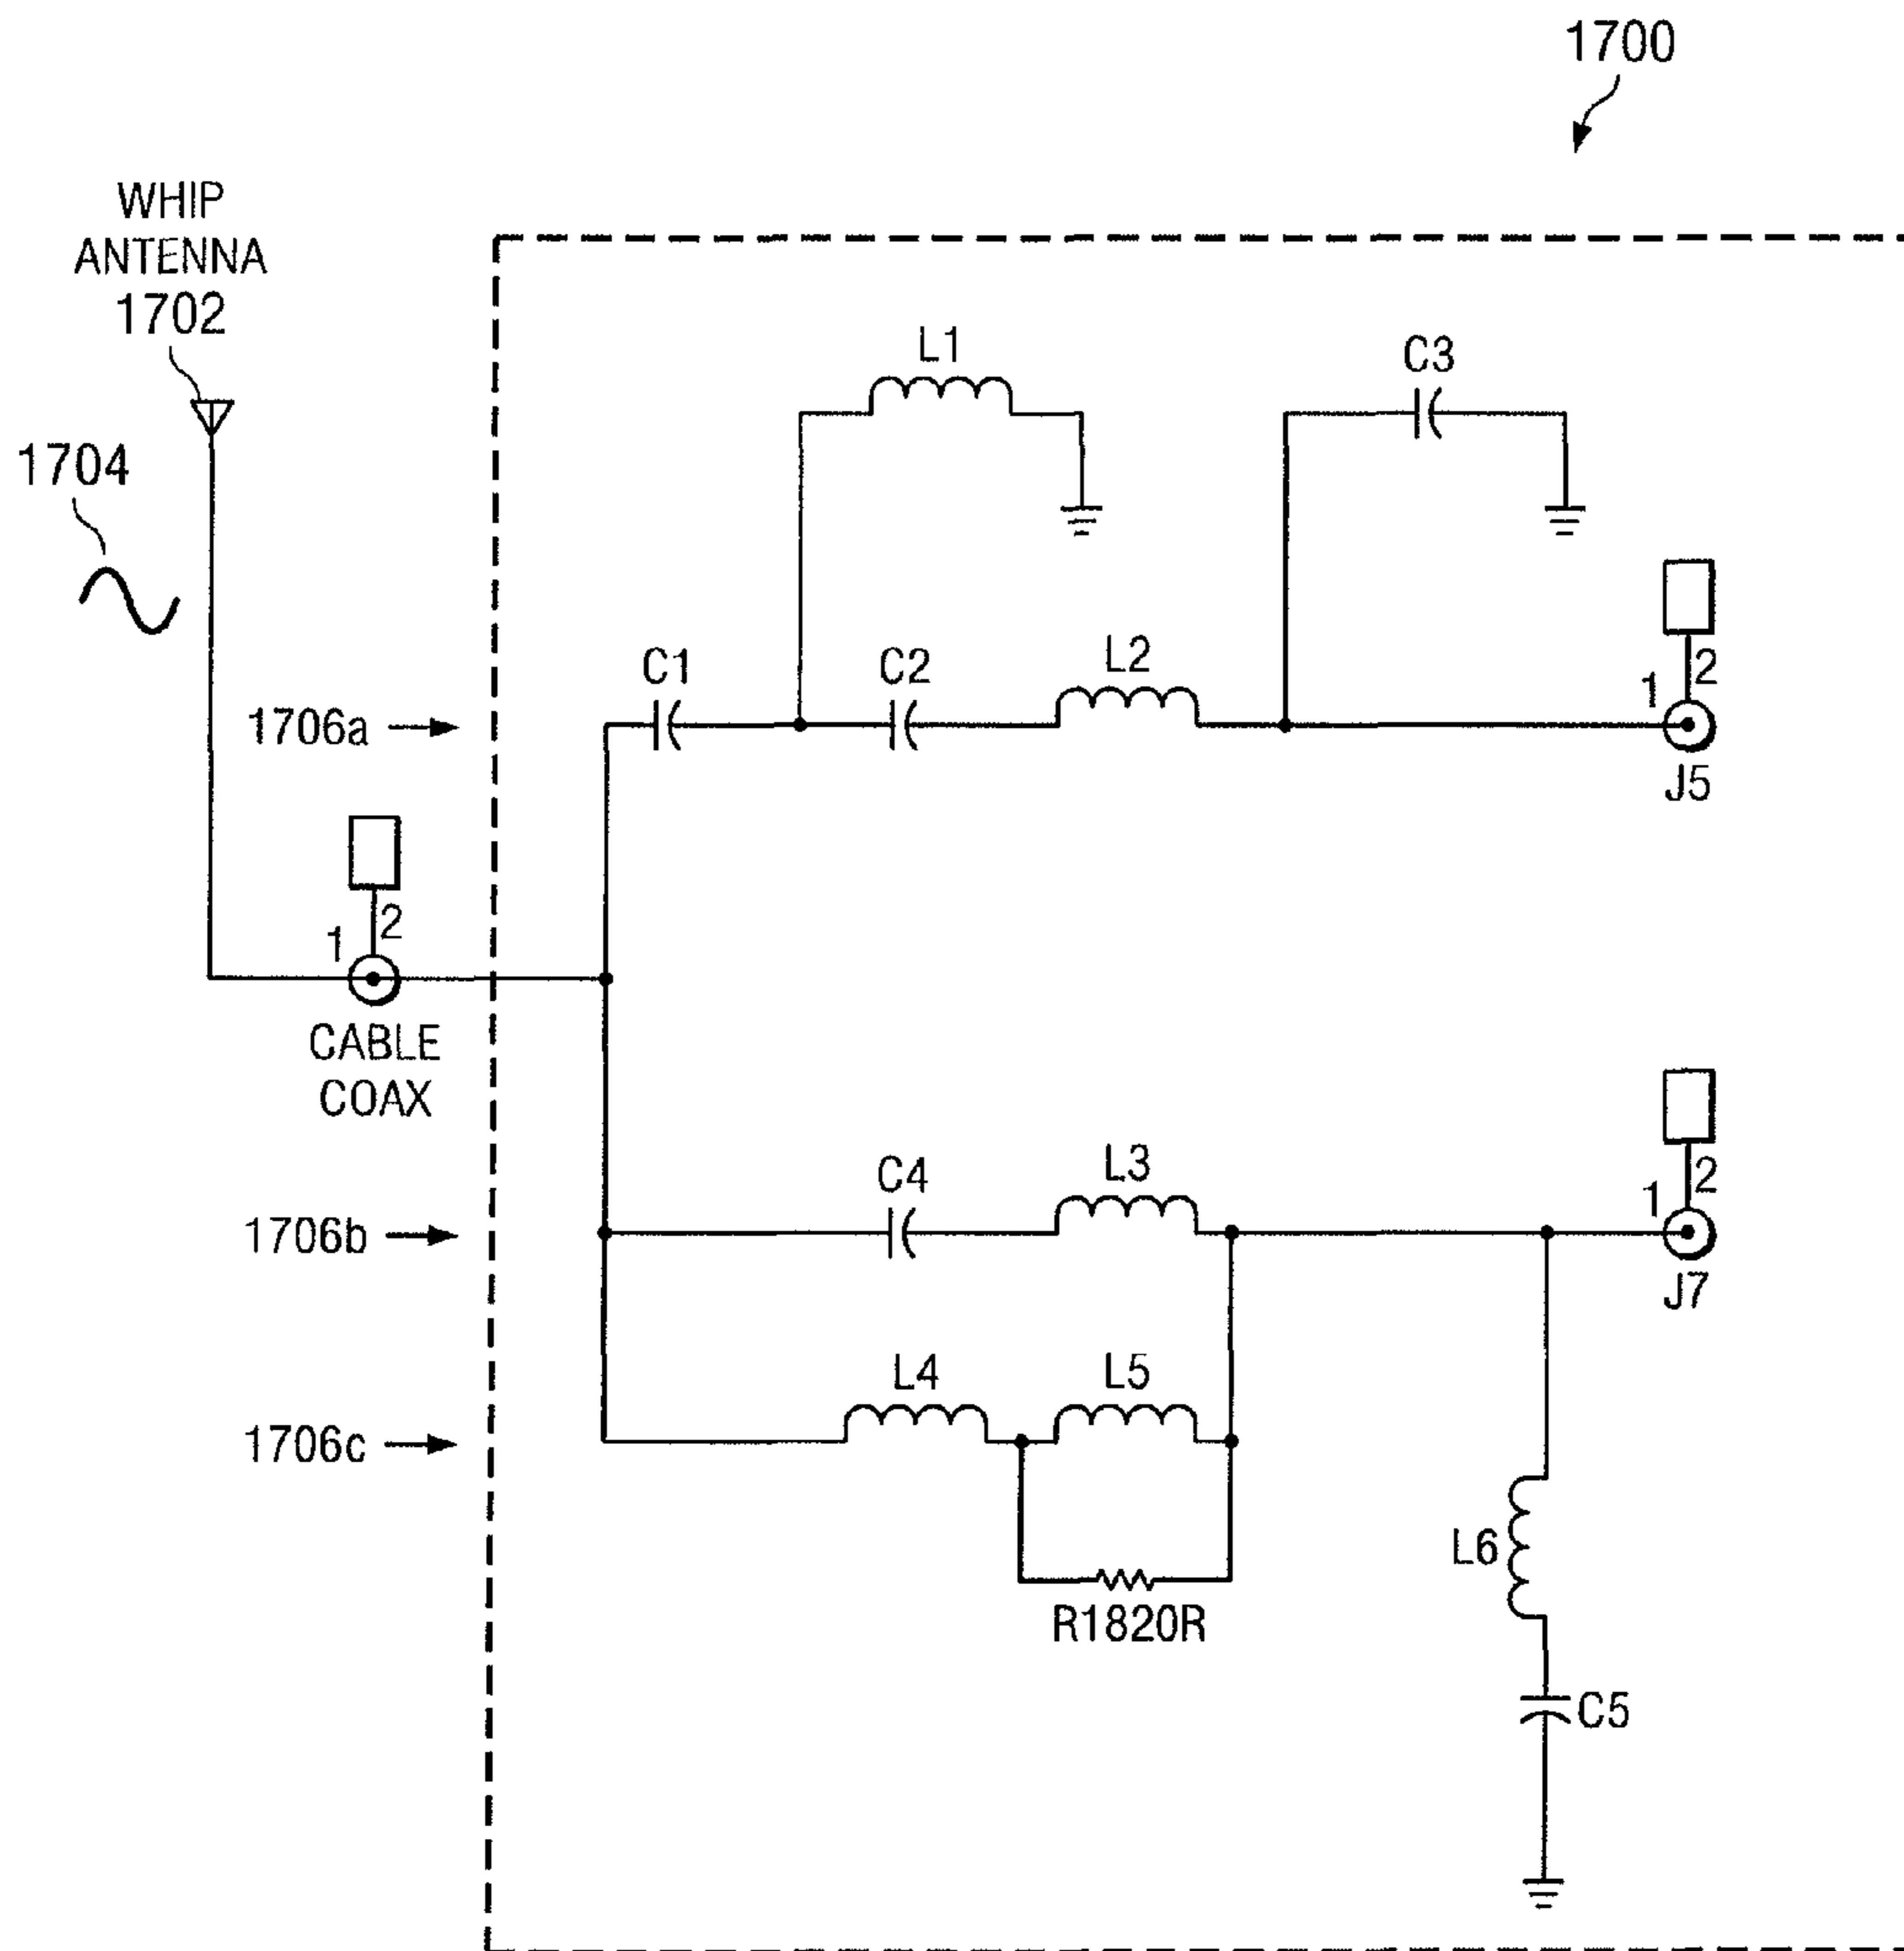 1700
WHIP
ANTENNA
1702
1704
L1
C3
C1
C2
L2
1 2
1706a
J5
1 2
CABLE
COAX
C4
L3
1 2
1706b
J7
L4
L5
1706c
L6
R1820R
C5